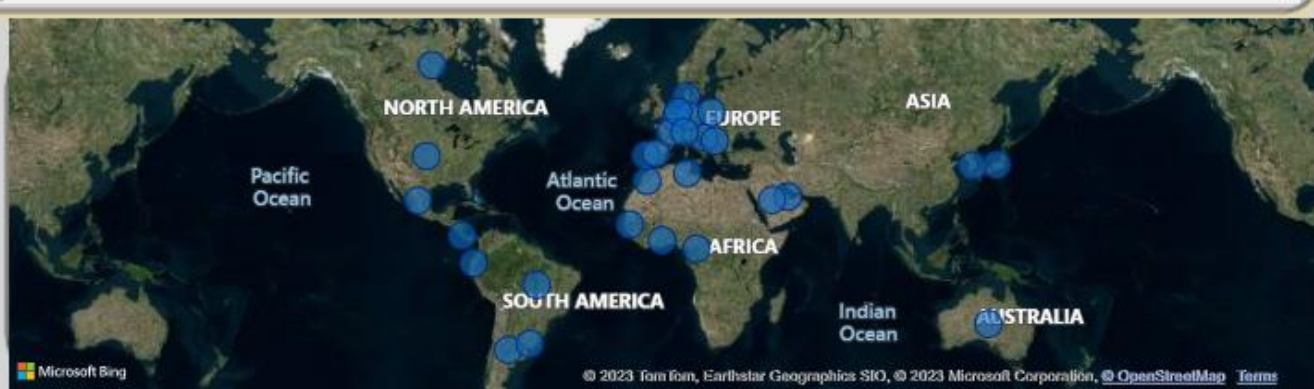 NORTH AMERICA
EUROPE
ASIA
Pacific
Ocean
Atlantic
Ocean
AFRICA
SOUTH AMERICA
Indian
Ocean
AUSTRALIA
Microsoft Bing
© 2023 TomTom, Earthstar Geographics SIO, © 2023 Microsoft Corporation, © OpenStreetMap Terms